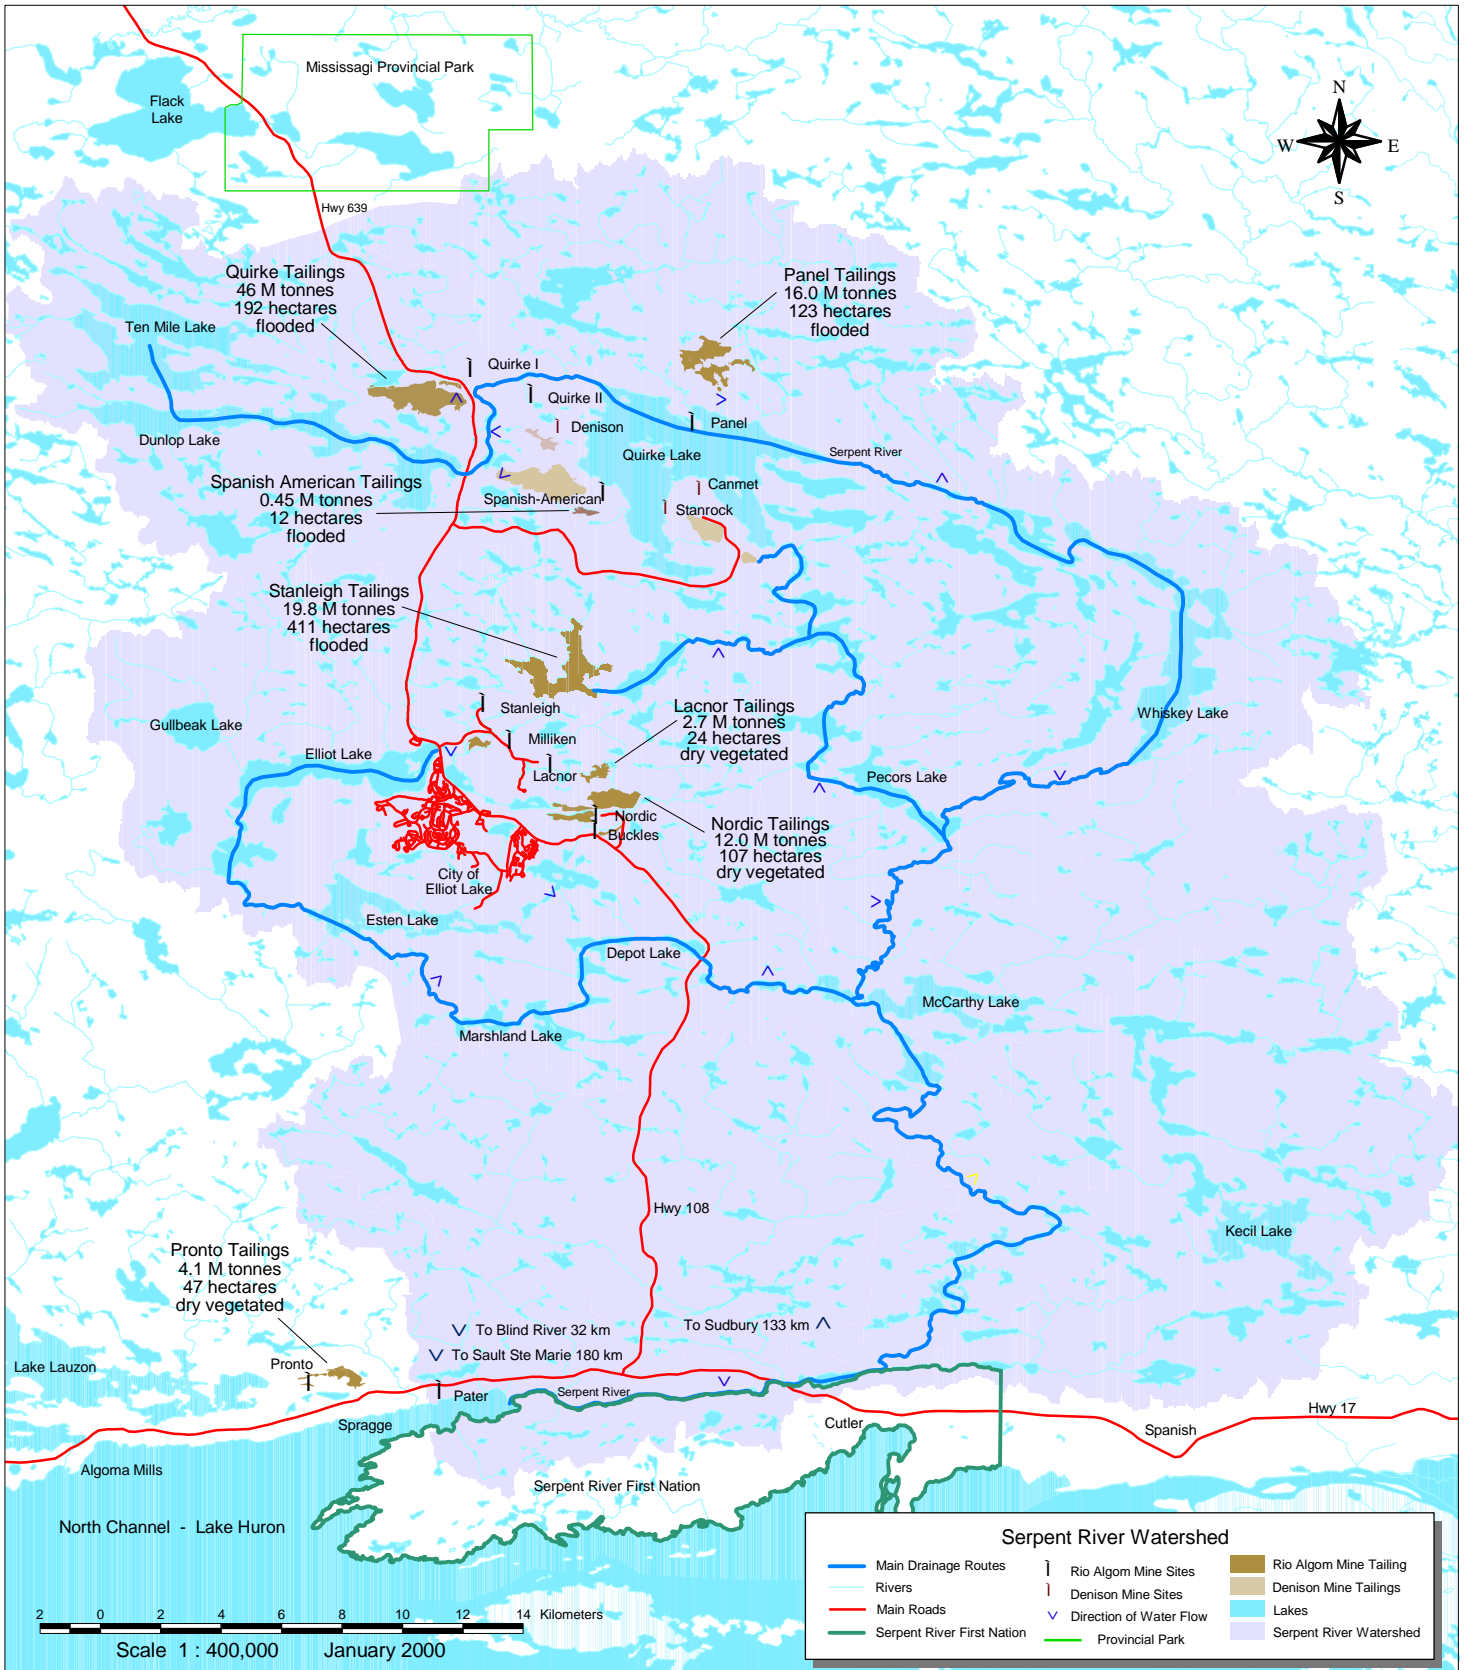 Mississagi Provincial Park
Flack
Lake
N
W
E
S
Hwy 639
Quirke Tailings
46 M tonnes
192 hectares
flooded
Panel Tailings
16.0 M tonnes
123 hectares
flooded
Ten Mile Lake
Quirke I
Quirke II
Denison
Panel
Dunlop Lake
Quirke Lake
Serpent River
Spanish American Tailings
0.45 M tonnes
12 hectares
flooded
Spanish-American
Canmet
Stanrock
Stanleigh Tailings
19.8 M tonnes
411 hectares
flooded
Stanleigh
Lacnor Tailings
2.7 M tonnes
24 hectares
dry vegetated
Whiskey Lake
Gullbeak Lake
Elliot Lake
Milliken
Lacnor
Pecors Lake
Nordic
Buckles
Nordic Tailings
12.0 M tonnes
107 hectares
dry vegetated
City of
Elliot Lake
Esten Lake
Depot Lake
McCarthy Lake
Marshland Lake
Hwy 108
Kecil Lake
Pronto Tailings
4.1 M tonnes
47 hectares
dry vegetated
To Blind River 32 km
To Sault Ste Marie 180 km
To Sudbury 133 km
Lake Lauzon
Pronto
Pater
Serpent River
Spragge
Cutler
Spanish
Hwy 17
Algoma Mills
Serpent River First Nation
North Channel - Lake Huron
Serpent River Watershed
Main Drainage Routes
Rivers
Main Roads
Serpent River First Nation
Rio Algom Mine Sites
Denison Mine Sites
Direction of Water Flow
Provincial Park
Rio Algom Mine Tailing
Denison Mine Tailings
Lakes
Serpent River Watershed
2 0 2 4 6 8 10 12 14 Kilometers
Scale 1 : 400,000 January 2000